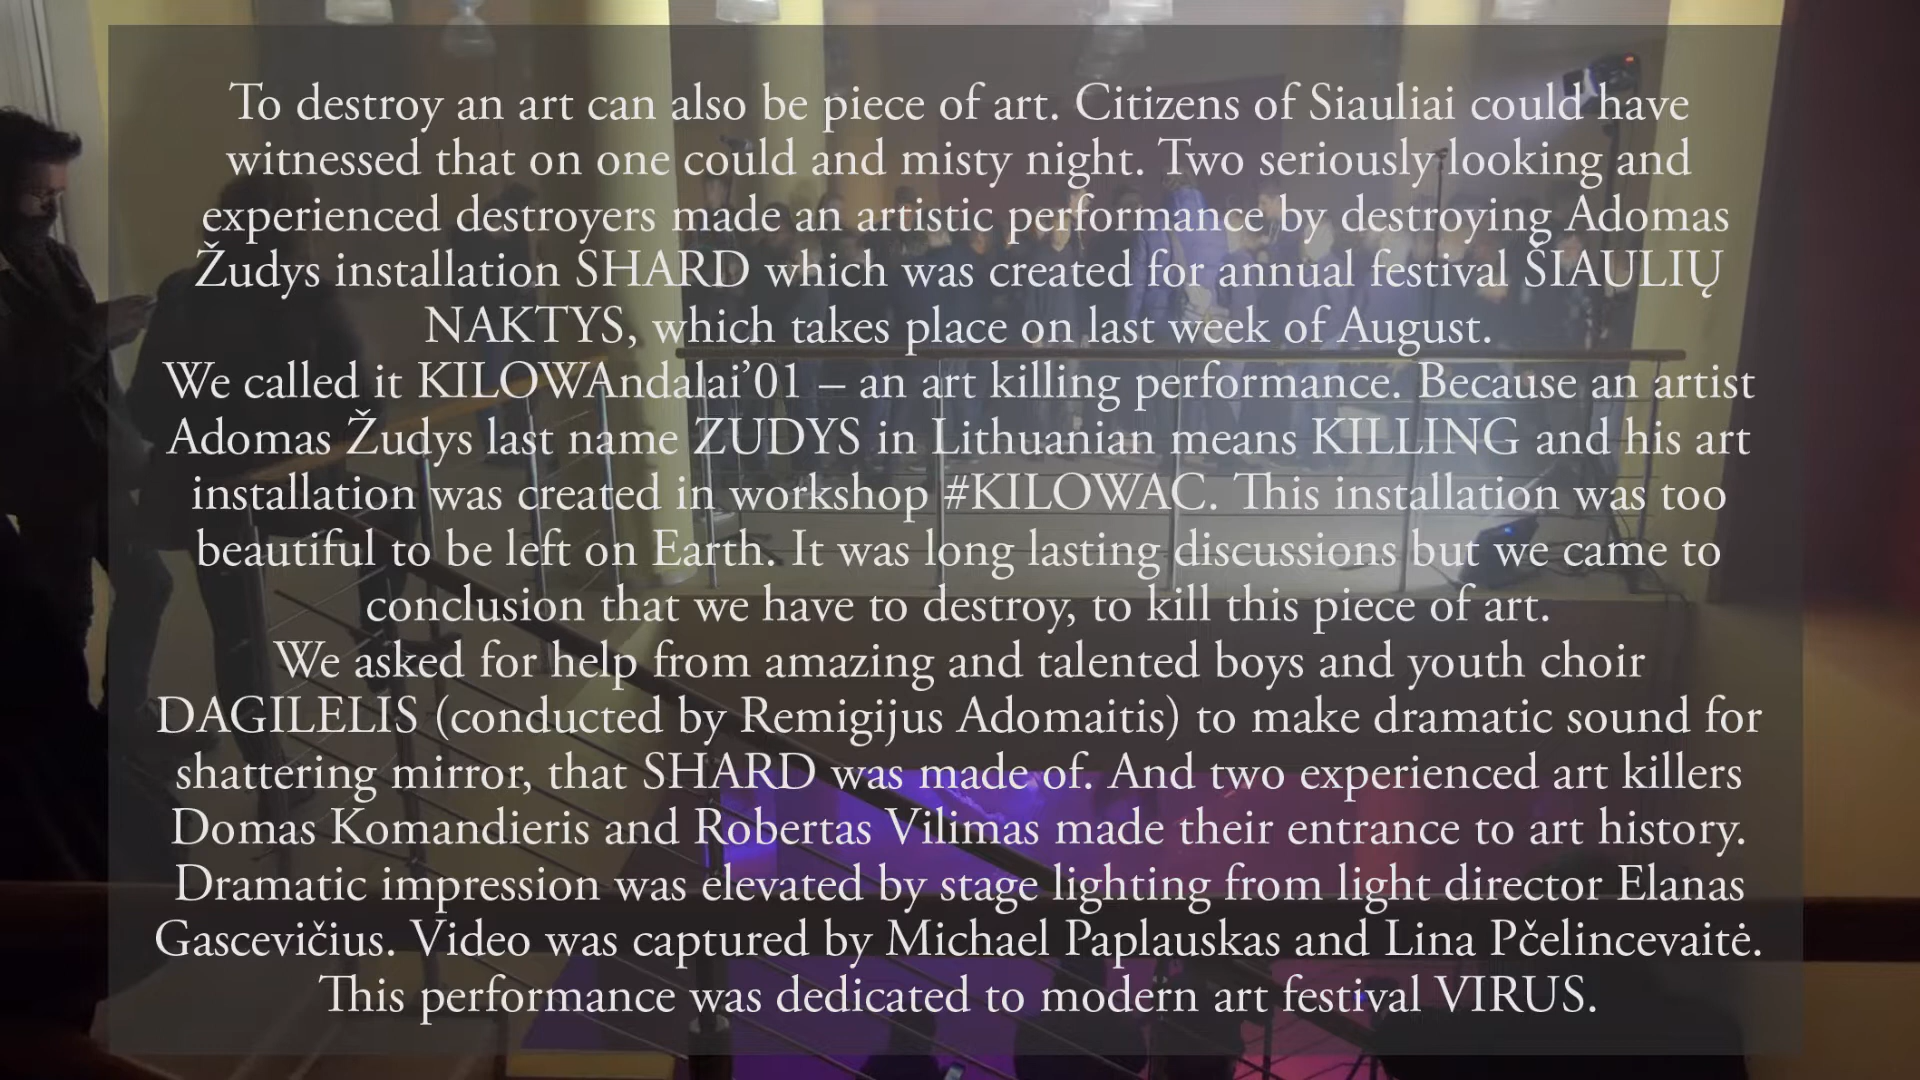 To destroy an art can also be piece of art. Citizens of Siauliai could have
witnessed that on one could and misty night. Two seriously looking and
experienced destroyers made an artistic performance by destroying Adomas
Žudys installation SHARD which was created for annual festival ŠIAULIŲ
NAKTYS, which takes place on last week of August.
We called it KILOWAndalai’01 – an art killing performance. Because an artist
Adomas Žudys last name ZUDYS in Lithuanian means KILLING and his art
installation was created in workshop #KILOWAC. This installation was too
beautiful to be left on Earth. It was long lasting discussions but we came to
conclusion that we have to destroy, to kill this piece of art.
We asked for help from amazing and talented boys and youth choir
DAGILELIS (conducted by Remigijus Adomaitis) to make dramatic sound for
shattering mirror, that SHARD was made of. And two experienced art killers
Domas Komandieris and Robertas Vilimas made their entrance to art history.
Dramatic impression was elevated by stage lighting from light director Elanas
Gascevičius. Video was captured by Michael Paplauskas and Lina Pčelincevaitė.
This performance was dedicated to modern art festival VIRUS.